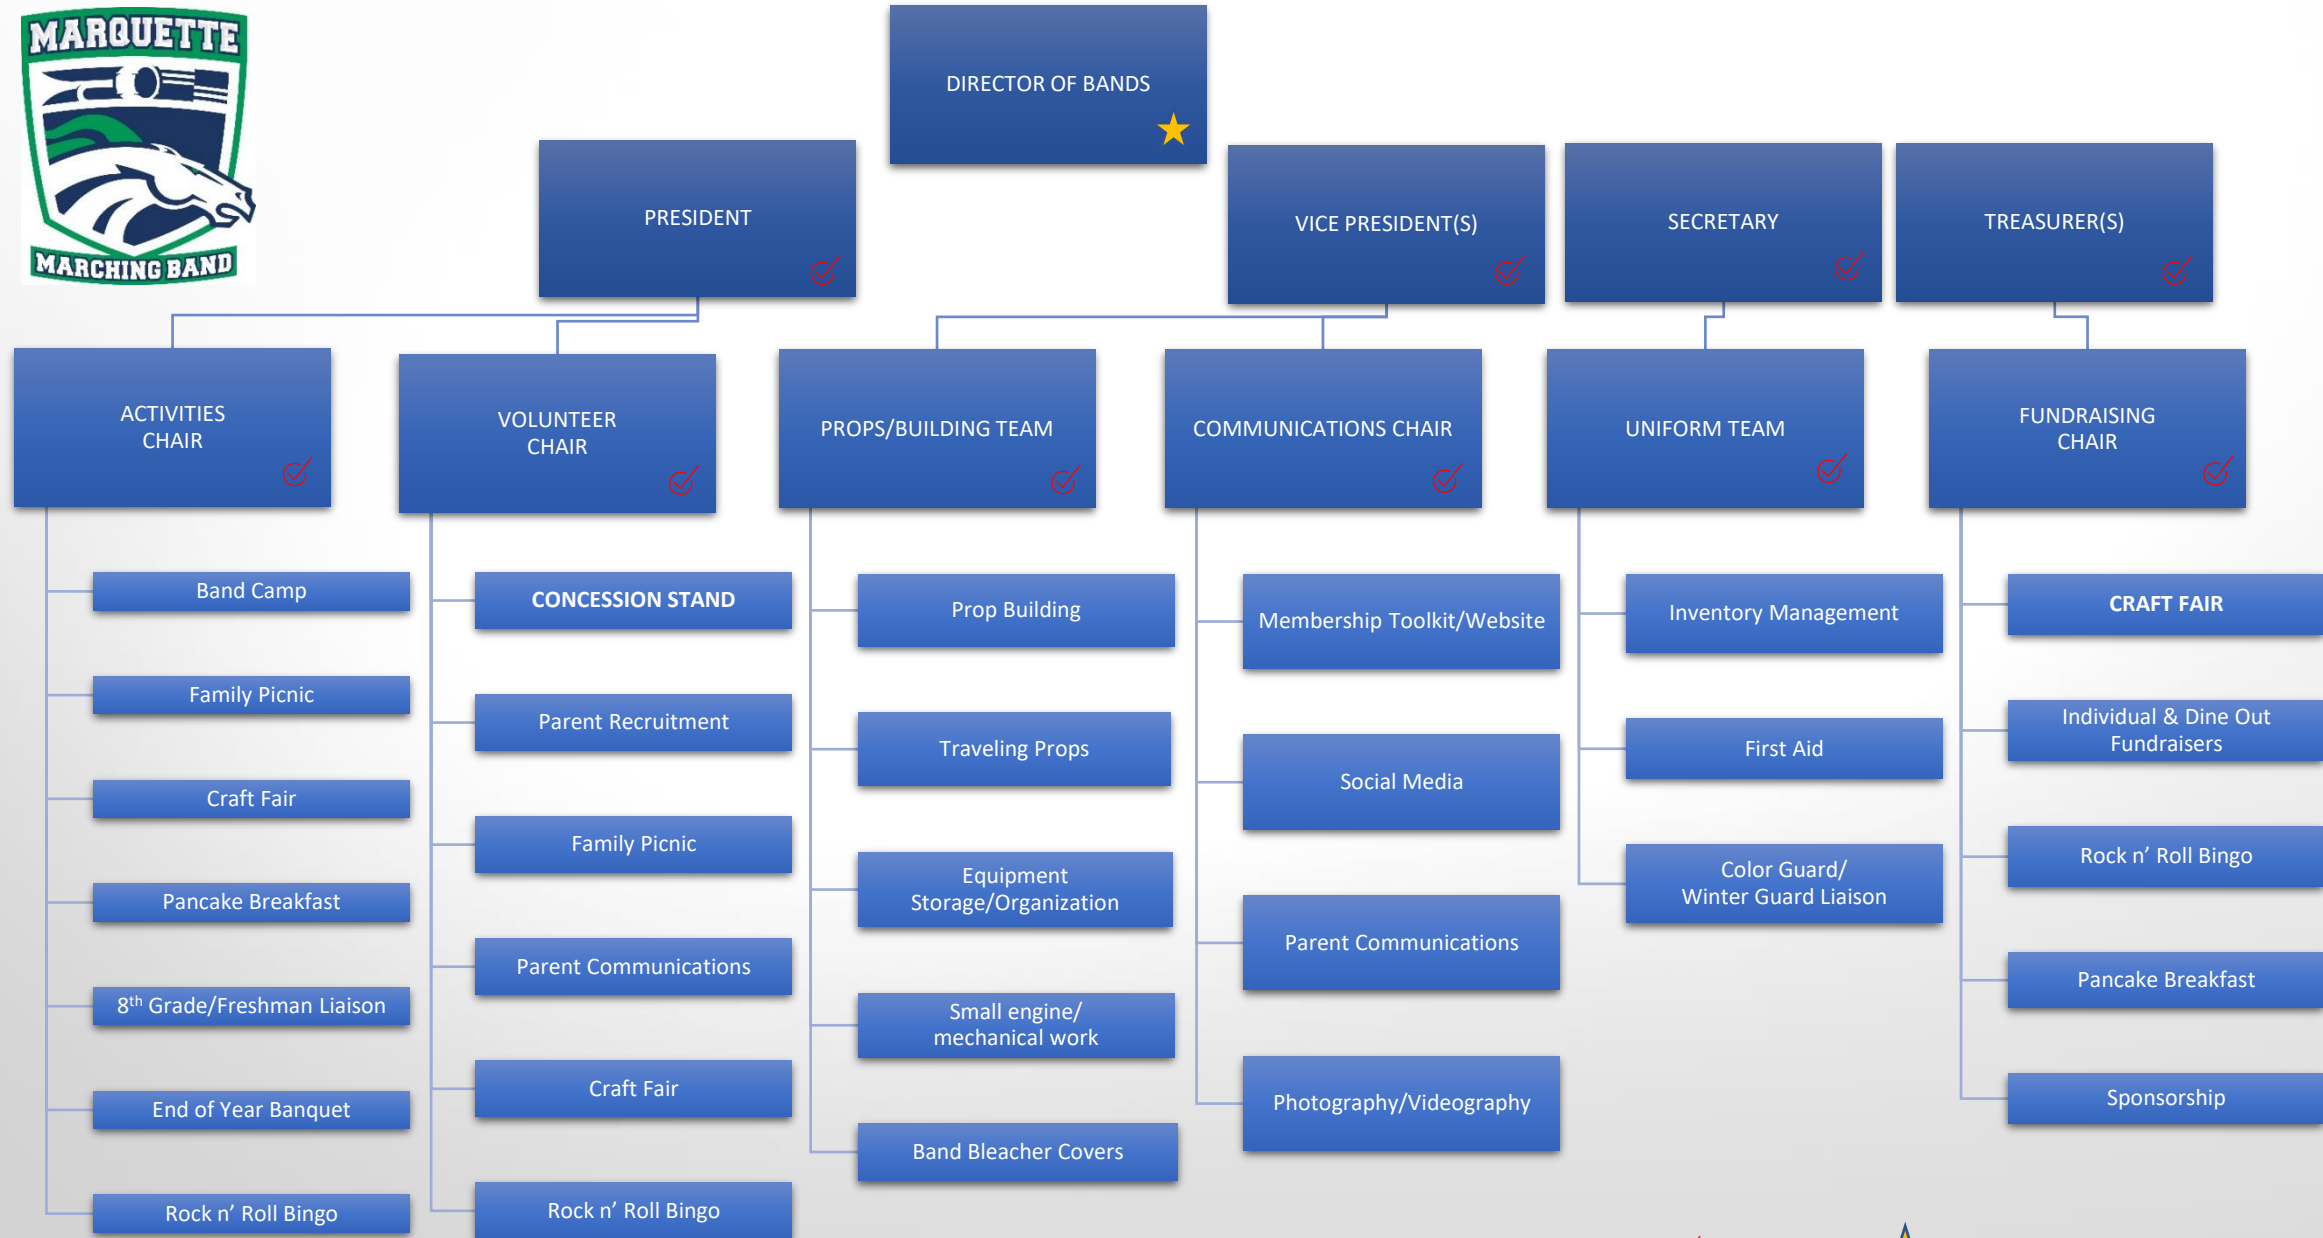 MARQUETTE
MARCHING BAND
DIRECTOR OF BANDS
PRESIDENT
VICE PRESIDENT(S)
SECRETARY
TREASURER(S)
ACTIVITIES
CHAIR
VOLUNTEER
CHAIR
PROPS/BUILDING TEAM
COMMUNICATIONS CHAIR
UNIFORM TEAM
FUNDRAISING
CHAIR
Band Camp
Family Picnic
Craft Fair
Pancake Breakfast
8th Grade/Freshman Liaison
End of Year Banquet
Rock n’ Roll Bingo
CONCESSION STAND
Parent Recruitment
Family Picnic
Parent Communications
Craft Fair
Rock n’ Roll Bingo
Prop Building
Traveling Props
Equipment
Storage/Organization
Small engine/
mechanical work
Band Bleacher Covers
Membership Toolkit/Website
Social Media
Parent Communications
Photography/Videography
Inventory Management
First Aid
Color Guard/
Winter Guard Liaison
CRAFT FAIR
Individual & Dine Out
Fundraisers
Rock n’ Roll Bingo
Pancake Breakfast
Sponsorship